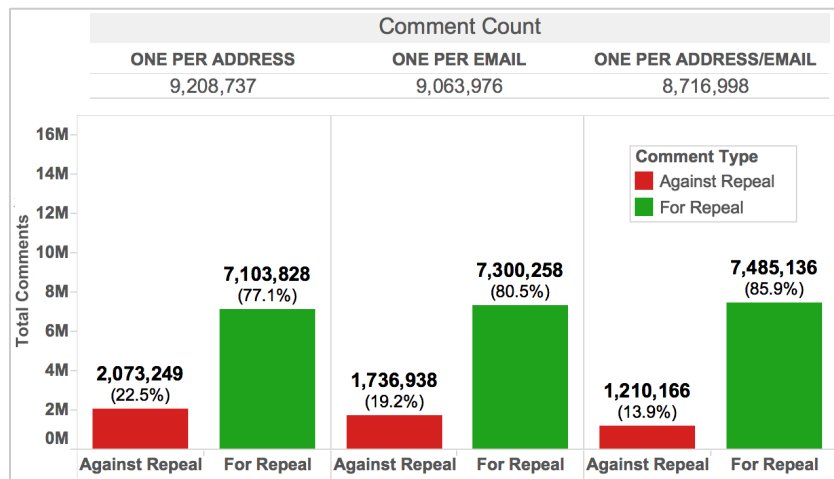 Comment Count
ONE PER ADDRESS ONE PER EMAIL ONE PER ADDRESS/EMAIL
9,208,737 9,063,976 8,716,998
16M
14M
12M
10M
8M
6M
4M
2M
0M
Total Comments
Comment Type
Against Repeal
For Repeal
7,103,828
(77.1%)
7,300,258
(80.5%)
7,485,136
(85.9%)
2,073,249
(22.5%)
1,736,938
(19.2%)
1,210,166
(13.9%)
Against Repeal For Repeal Against Repeal For Repeal Against Repeal For Repeal